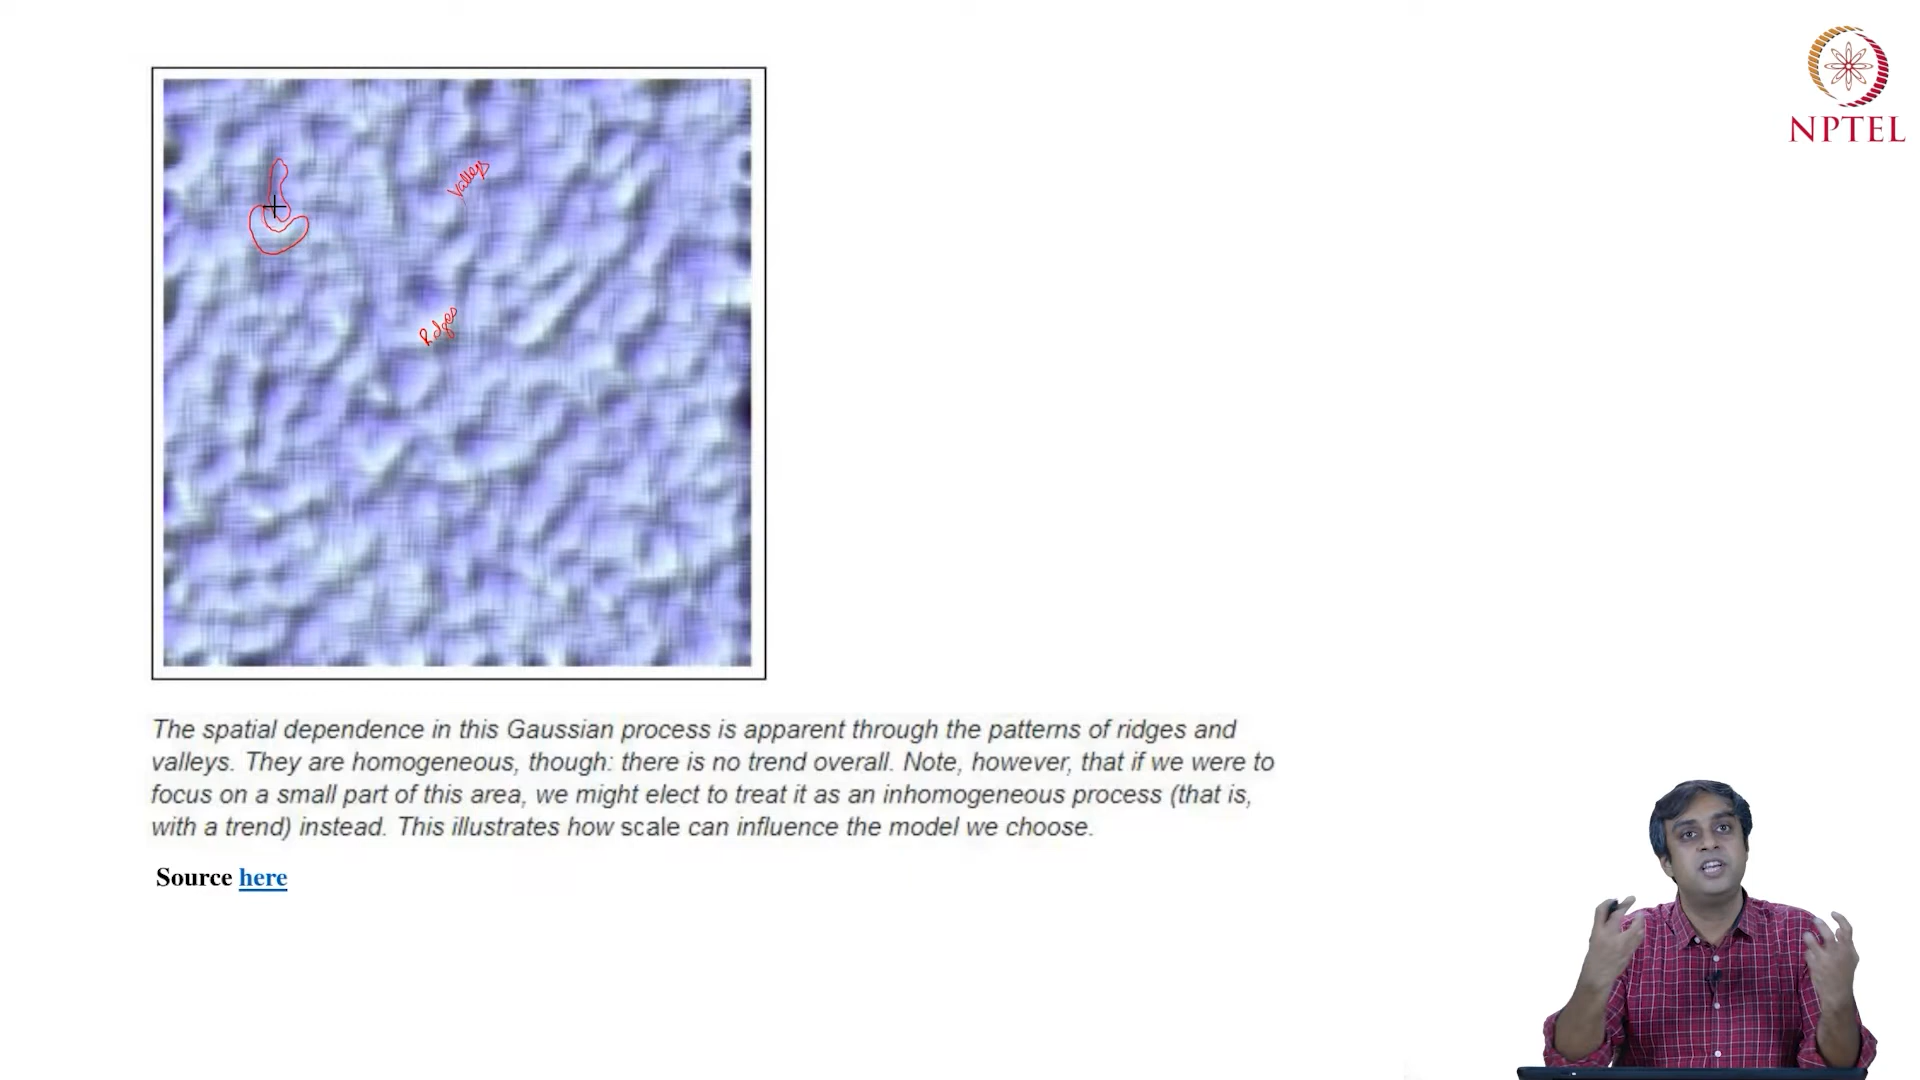 NPTEL
Valleys
Ridges
The spatial dependence in this Gaussian process is apparent through the patterns of ridges and
valleys. They are homogeneous, though: there is no trend overall. Note, however, that if we were to
focus on a small part of this area, we might elect to treat it as an inhomogeneous process (that is,
with a trend) instead. This illustrates how scale can influence the model we choose.
Source here